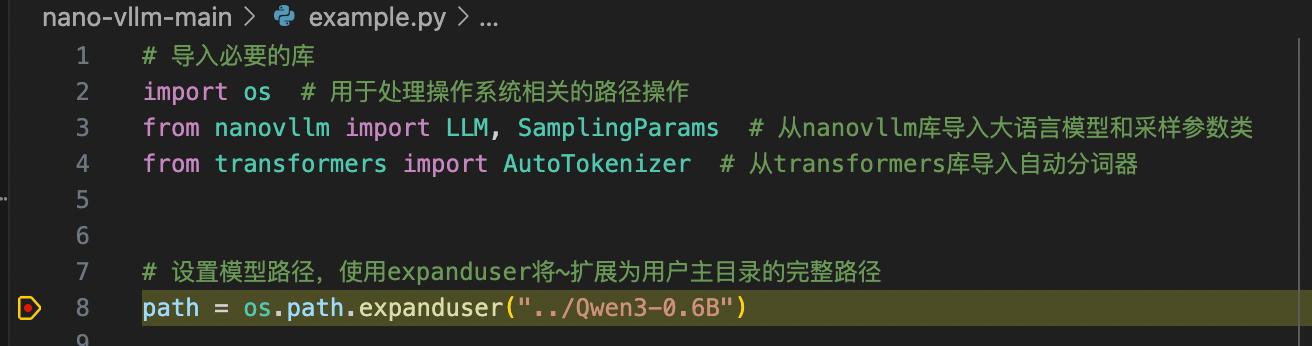 nano-vllm-main > example.py > ...
1 # 导入必要的库
2 import os  # 用于处理操作系统相关的路径操作
3 from nanovllm import LLM, SamplingParams  # 从nanovllm库导入大语言模型和采样参数类
4 from transformers import AutoTokenizer  # 从transformers库导入自动分词器
5
6
7 # 设置模型路径，使用expanduser将~扩展为用户主目录的完整路径
8 path = os.path.expanduser("../Qwen3-0.6B")
9